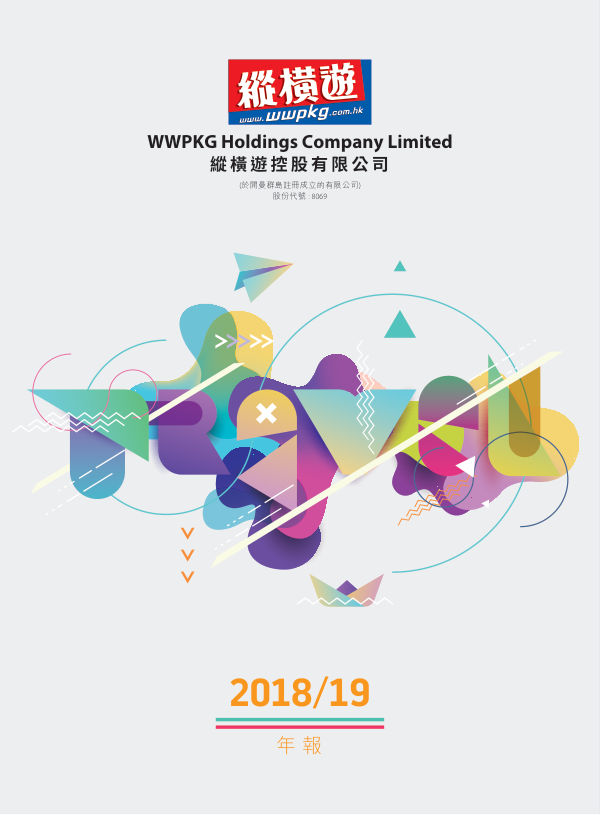 縱橫遊
www.wwpkg.com.hk
WWPKG Holdings Company Limited
縱橫遊控股有限公司
(於開曼群島註冊成立的有限公司)
股份代號 : 8069
TRAVEL
2018/19
年報